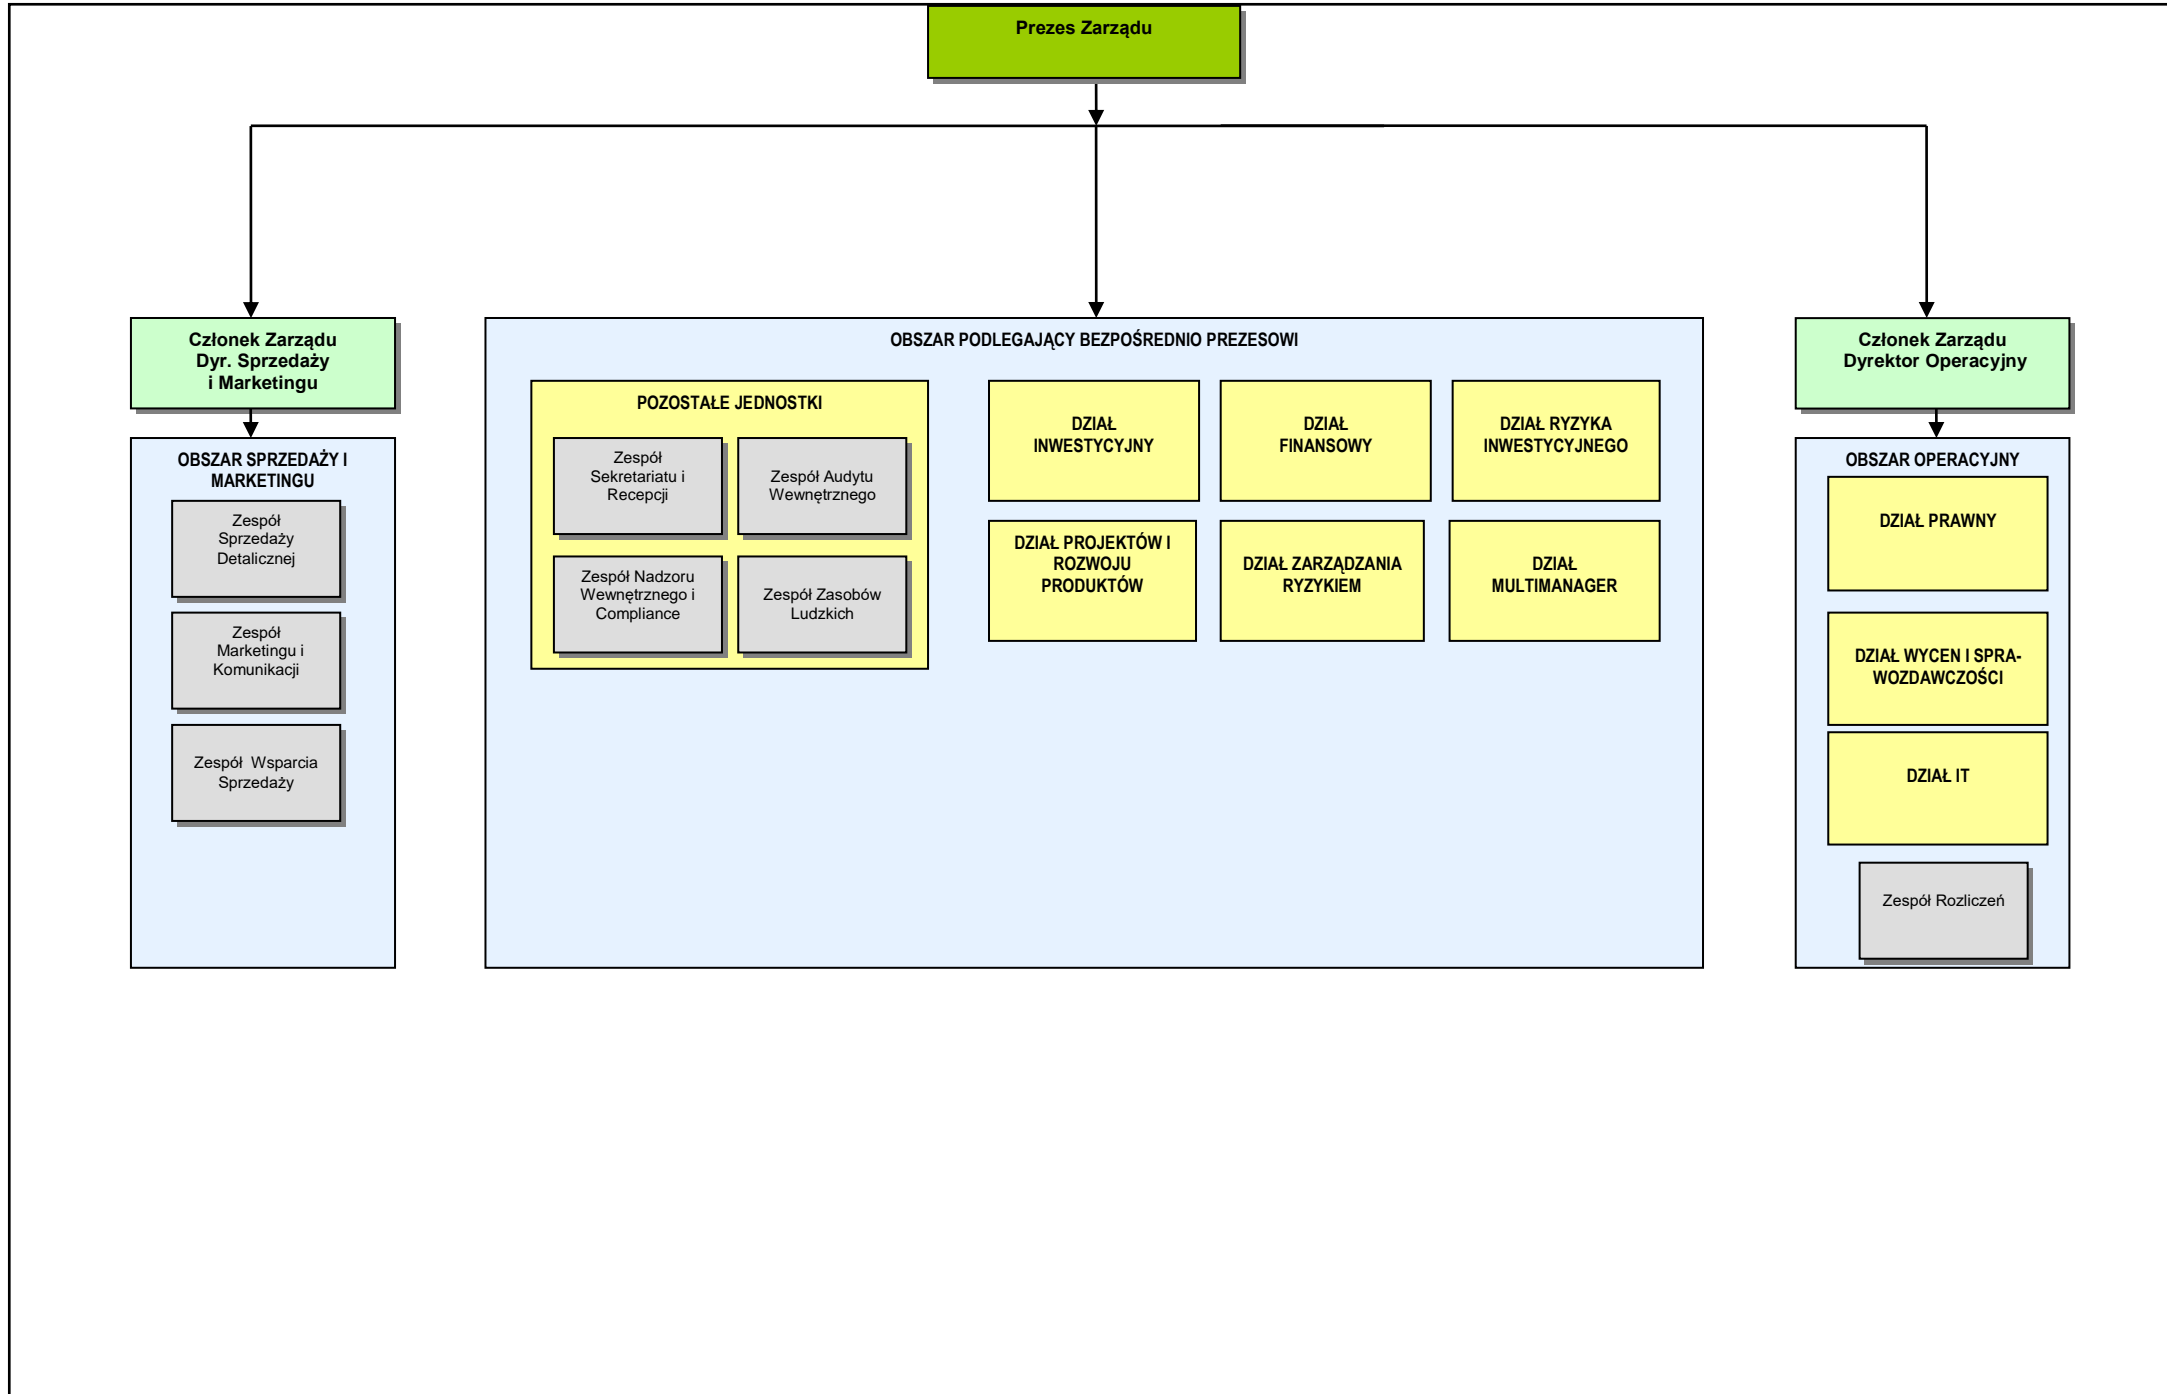 Prezes Zarządu
Członek Zarządu
Dyr. Sprzedaży
i Marketingu
OBSZAR SPRZEDAŻY I
MARKETINGU
Zespół
Sprzedaży
Detalicznej
Zespół
Marketingu i
Komunikacji
Zespół Wsparcia
Sprzedaży
OBSZAR PODLEGAJĄCY BEZPOŚREDNIO PREZESOWI
POZOSTAŁE JEDNOSTKI
Zespół
Sekretariatu i
Recepcji
Zespół Audytu
Wewnętrznego
Zespół Nadzoru
Wewnętrznego i
Compliance
Zespół Zasobów
Ludzkich
DZIAŁ
INWESTYCYJNY
DZIAŁ
FINANSOWY
DZIAŁ RYZYKA
INWESTYCYJNEGO
DZIAŁ PROJEKTÓW I
ROZWOJU
PRODUKTÓW
DZIAŁ ZARZĄDZANIA
RYZYKIEM
DZIAŁ
MULTIMANAGER
Członek Zarządu
Dyrektor Operacyjny
OBSZAR OPERACYJNY
DZIAŁ PRAWNY
DZIAŁ WYCEN I SPRA-
WOZDAWCZOŚCI
DZIAŁ IT
Zespół Rozliczeń